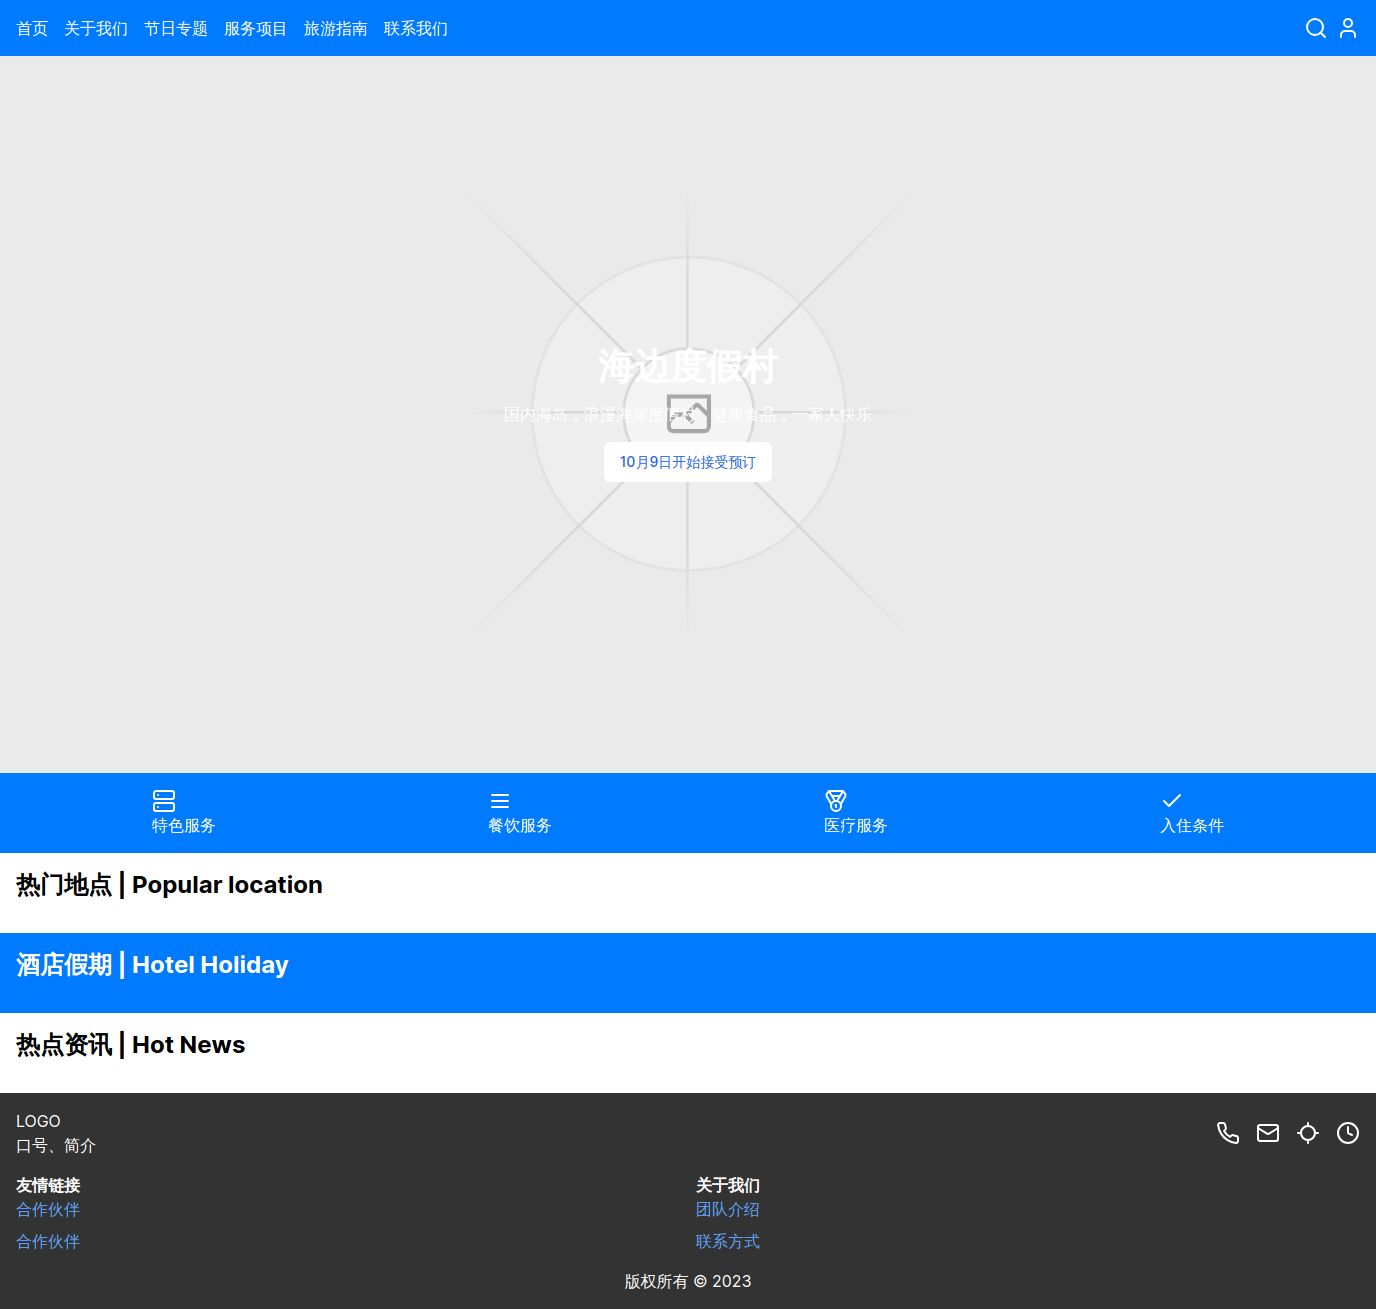 首页 关于我们 节日专题 服务项目 旅游指南 联系我们
海边度假村
国内海岛，浪漫海岸度假村，健康食品，一家人快乐
10月9日开始接受预订
特色服务 餐饮服务 医疗服务 入住条件
热门地点 | Popular location
酒店假期 | Hotel Holiday
热点资讯 | Hot News
LOGO
口号、简介
友情链接 关于我们
合作伙伴 团队介绍
合作伙伴 联系方式
版权所有 © 2023